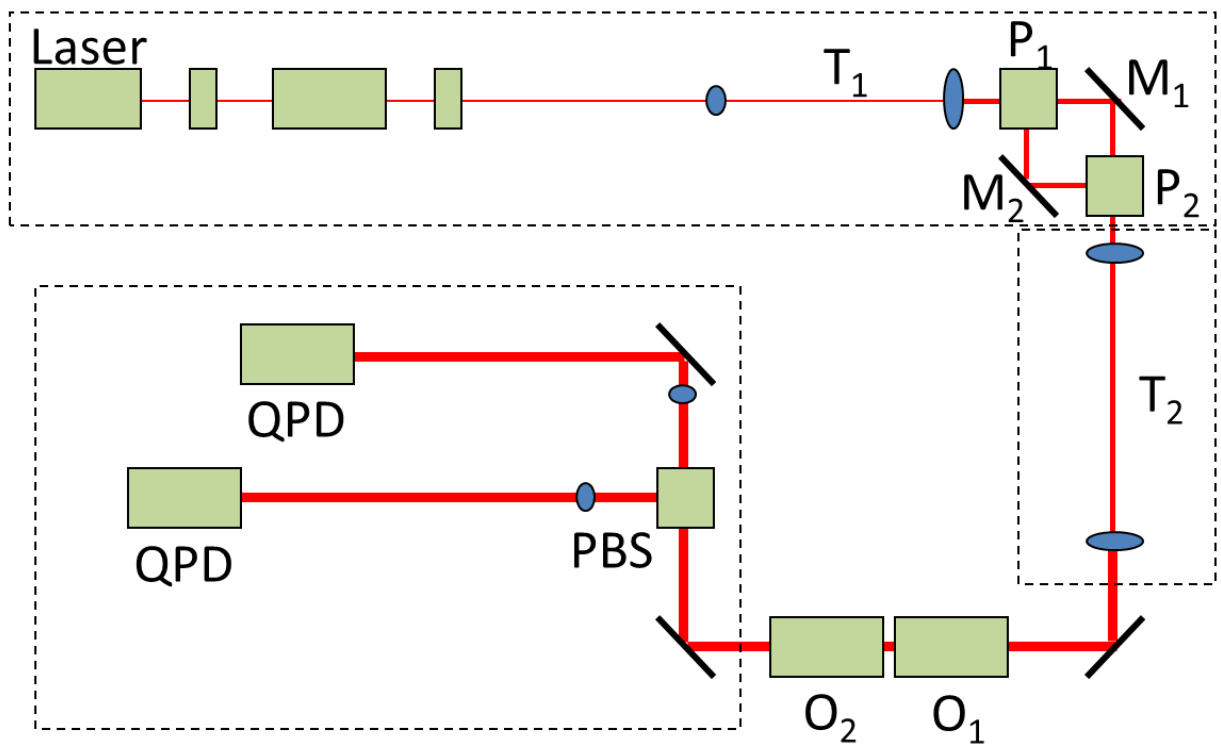 Laser
T₁
P₁
M₁
M₂
P₂
T₂
QPD
QPD
PBS
O₂
O₁